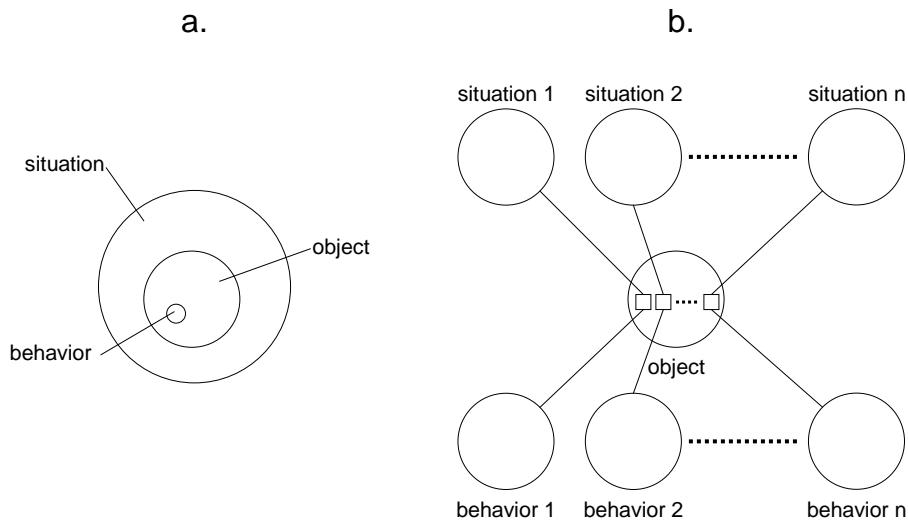 a.
situation
object
behavior
b.
situation 1
situation 2
situation n
object
behavior 1
behavior 2
behavior n